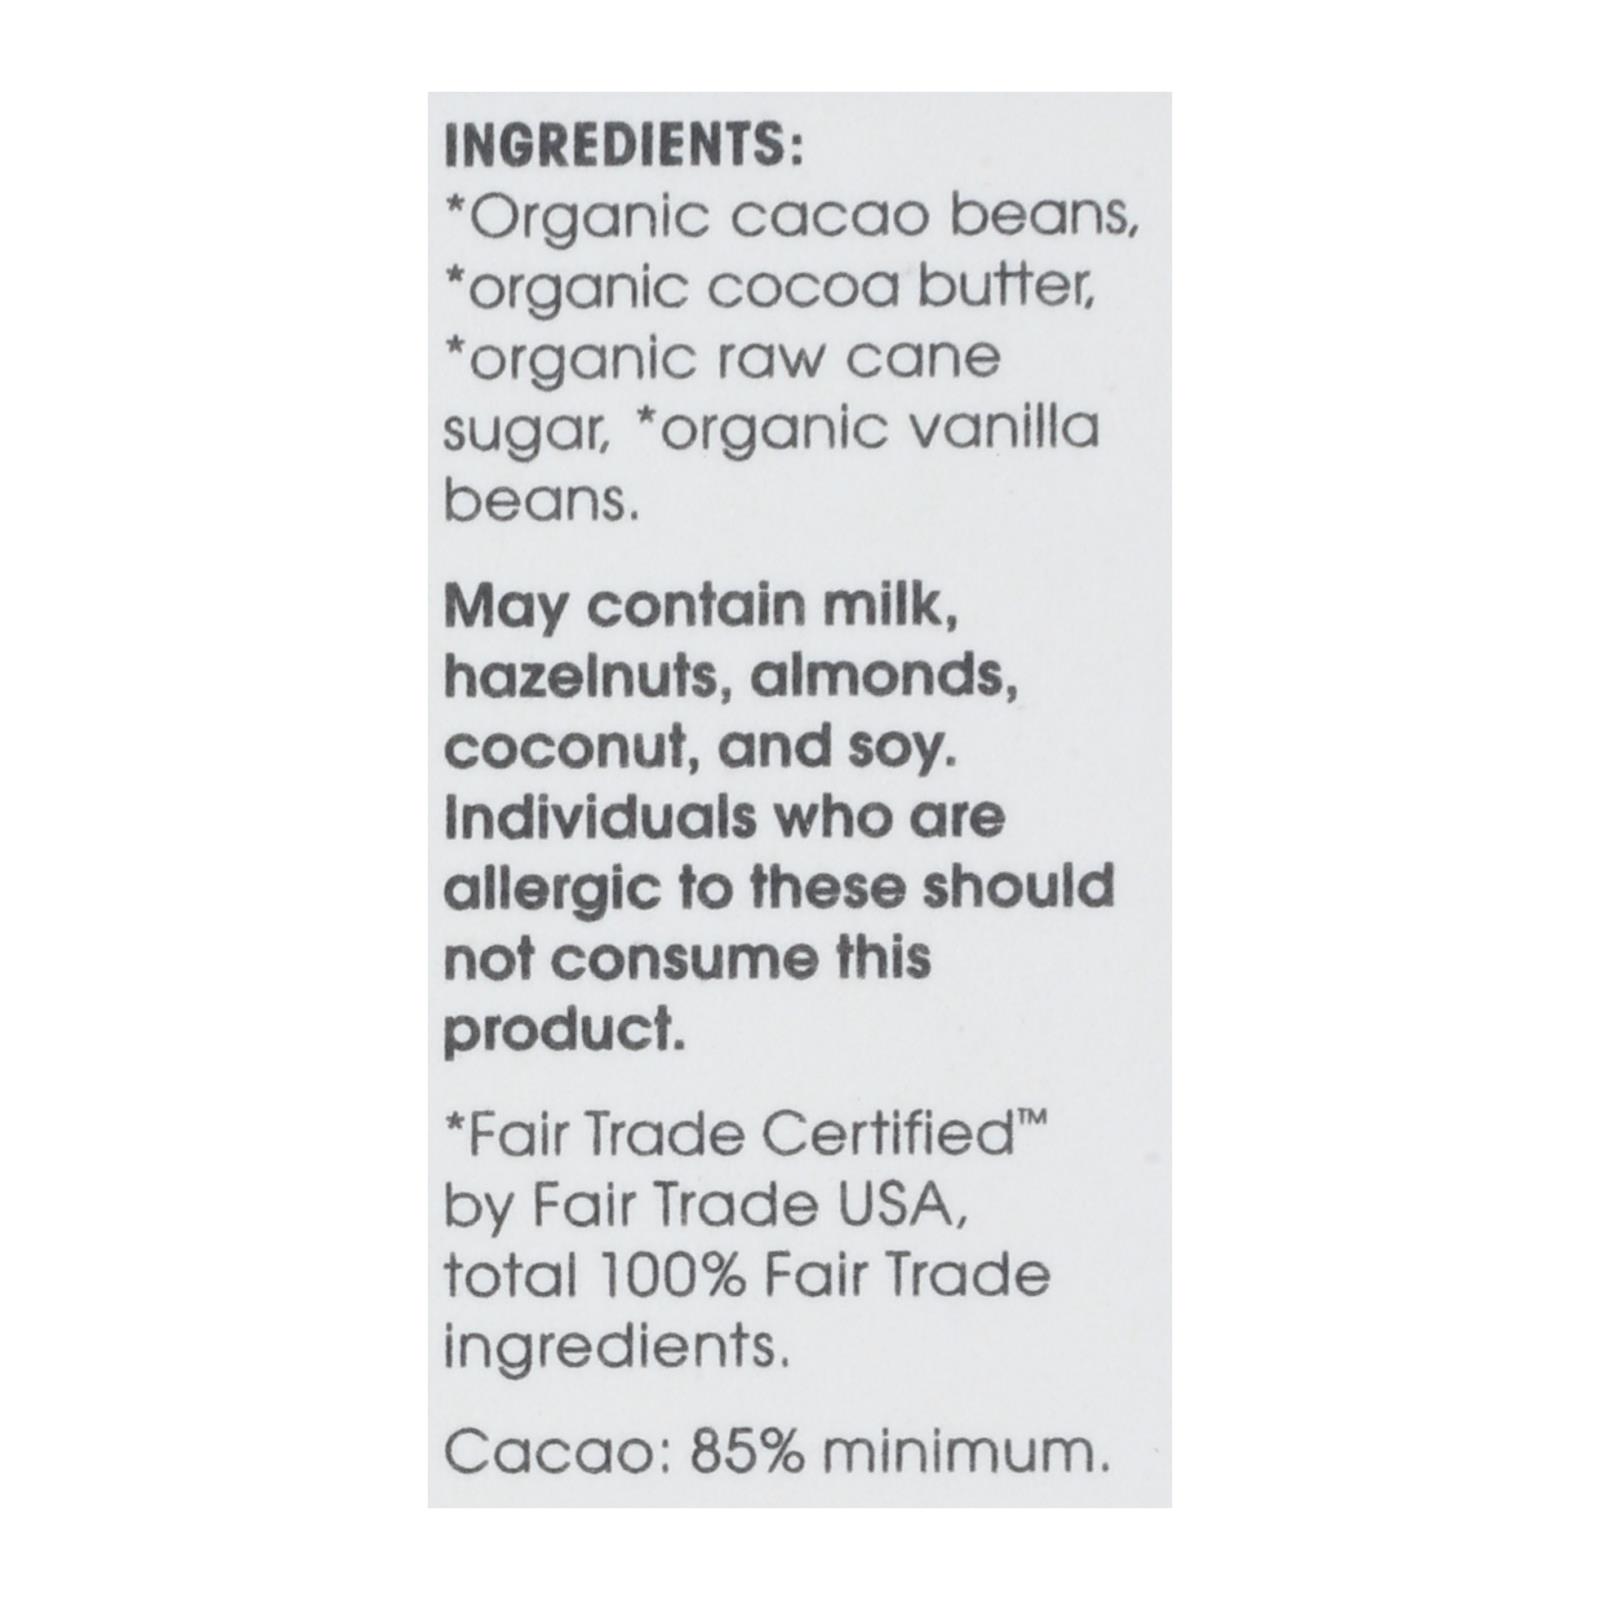 INGREDIENTS:
*Organic cacao beans,
*organic cocoa butter,
*organic raw cane
sugar, *organic vanilla
beans.
May contain milk,
hazelnuts, almonds,
coconut, and soy.
Individuals who are
allergic to these should
not consume this
product.
*Fair Trade Certified™
by Fair Trade USA,
total 100% Fair Trade
ingredients.
Cacao: 85% minimum.